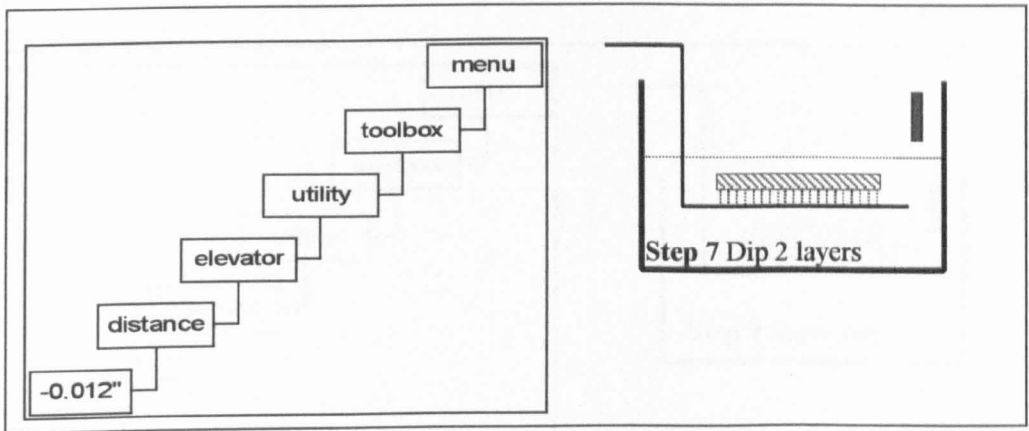 menu
toolbox
utility
elevator
distance
-0.012"
Step 7 Dip 2 layers